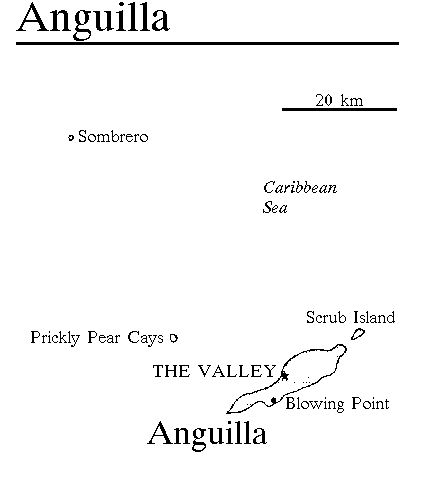 Anguilla
20 km
Sombrero
Caribbean
Sea
Scrub Island
Prickly Pear Cays
THE VALLEY
Blowing Point
Anguilla